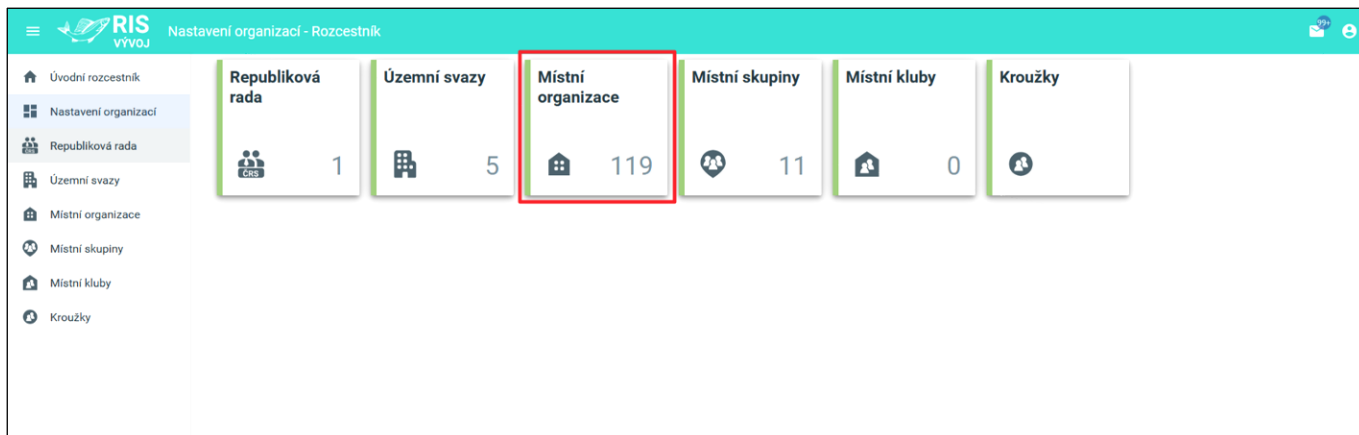 RIS
VÝVOJ
Nastavení organizací - Rozcestník
99+
Úvodní rozcestník
Nastavení organizací
Republiková rada
Územní svazy
Místní organizace
Místní skupiny
Místní kluby
Kroužky
Republiková
rada
ČRS
1
Územní svazy
5
Místní
organizace
119
Místní skupiny
11
Místní kluby
0
Kroužky